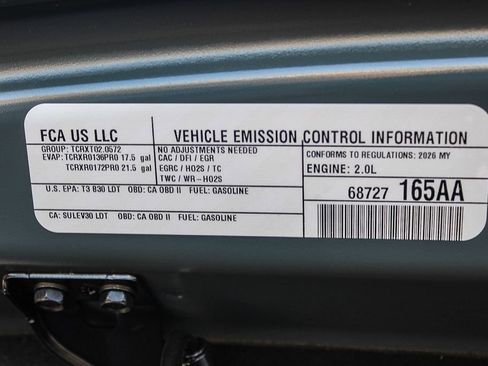 FCA US LLC
VEHICLE EMISSION CONTROL INFORMATION
GROUP: TCRXT02.0572
EVAP: TCRXR0136PR0 17.5 gal
TCRXR0172PR0 21.5 gal
NO ADJUSTMENTS NEEDED
CAC / DFI / EGR
EGRC / HO2S / TC
TWC / WR-HO2S
CONFORMS TO REGULATIONS: 2026 MY
ENGINE: 2.0L
U.S. EPA: T3 B30 LDT OBD: CA OBD II FUEL: GASOLINE
68727 165AA
CA: SULEV30 LDT OBD: CA OBD II FUEL: GASOLINE